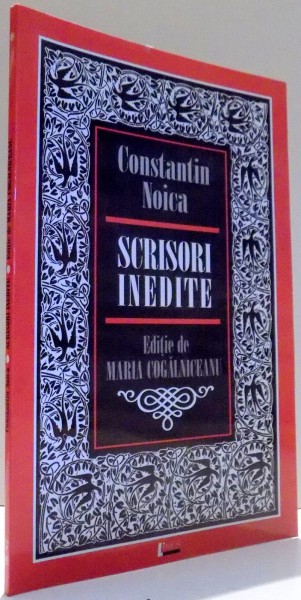 Constantin
Noica
SCRISORI
INEDITE
Ediție de
MARIA COGĂLNICEANU